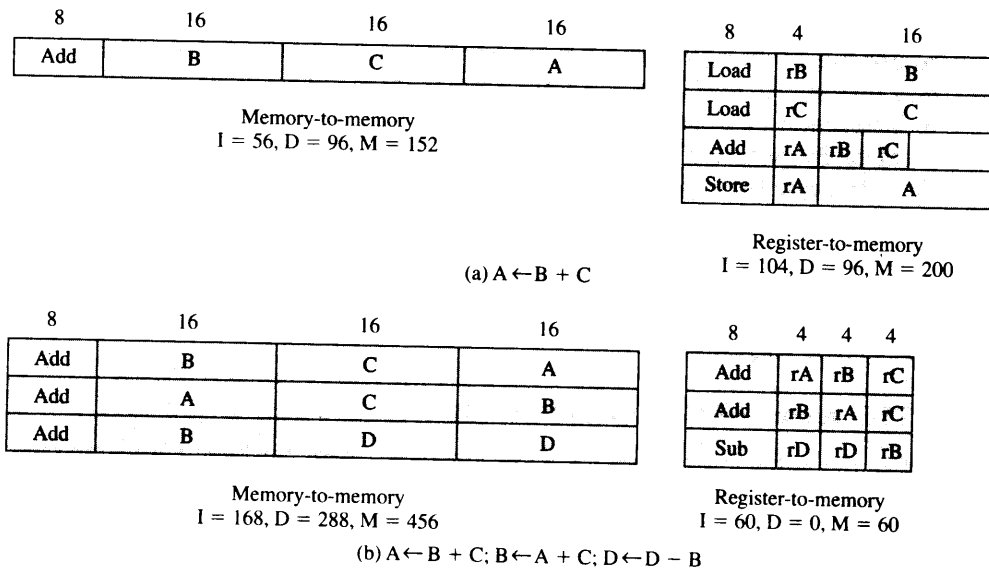 8 16 16 16
Add B C A
Memory-to-memory
I = 56, D = 96, M = 152
8 4 16
Load rB B
Load rC C
Add rA rB rC
Store rA A
Register-to-memory
I = 104, D = 96, M = 200
(a) A ← B + C
8 16 16 16
Add B C A
Add A C B
Add B D D
Memory-to-memory
I = 168, D = 288, M = 456
8 4 4 4
Add rA rB rC
Add rB rA rC
Sub rD rD rB
Register-to-memory
I = 60, D = 0, M = 60
(b) A ← B + C; B ← A + C; D ← D − B